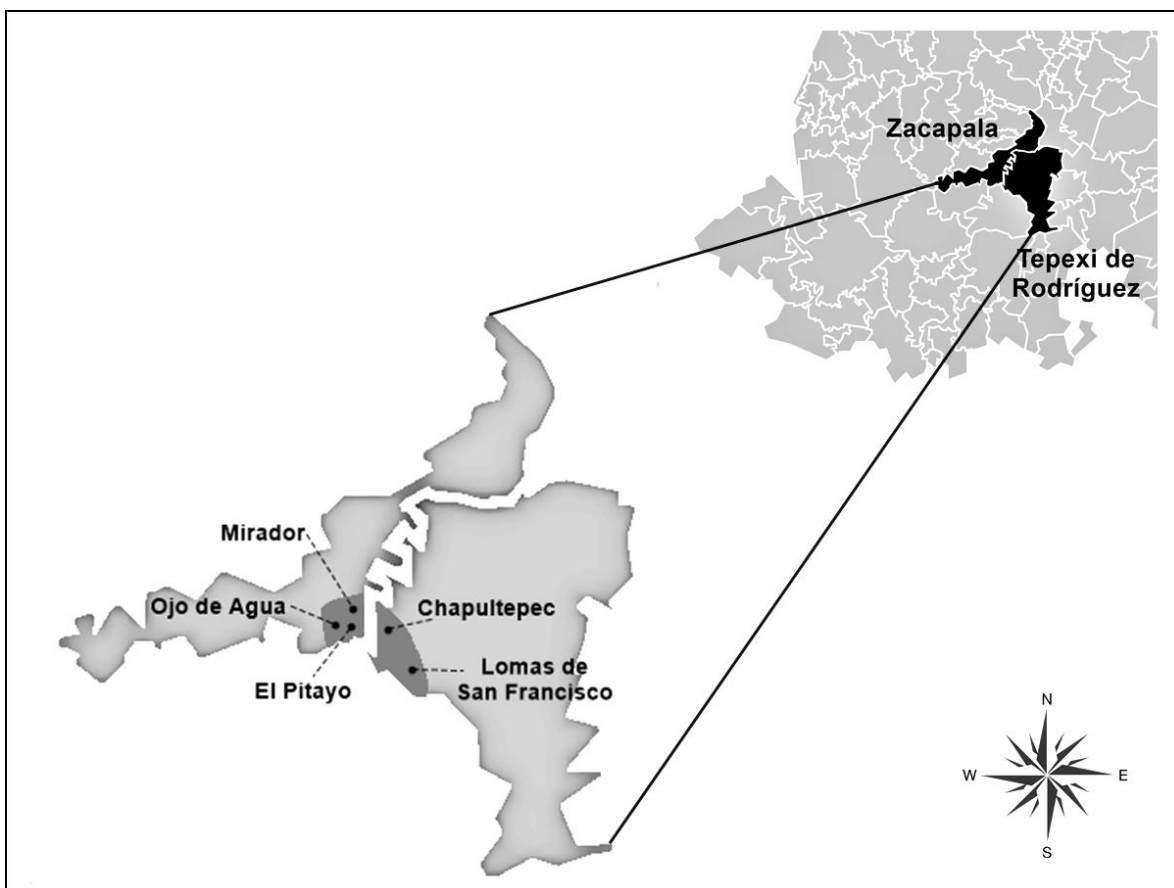 Zacapala
Tepexi de
Rodríguez
Mirador
Ojo de Agua
El Pitayo
Chapultepec
Lomas de
San Francisco
N
W
E
S